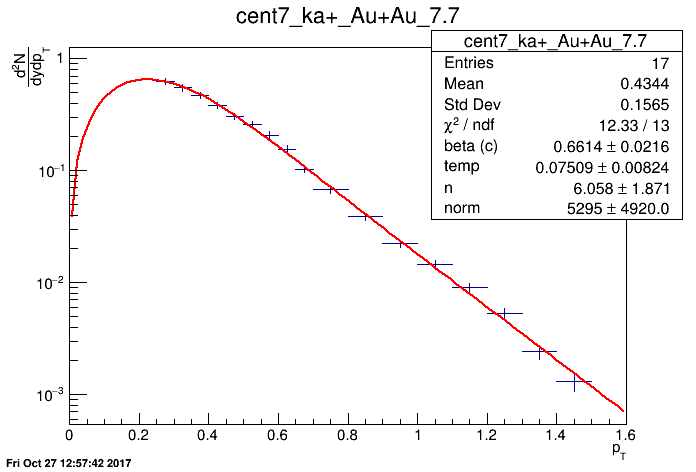 cent7_ka+_Au+Au_7.7
d²N
dydp_T
cent7_ka+_Au+Au_7.7
Entries 17
Mean 0.4344
Std Dev 0.1565
χ² / ndf 12.33 / 13
beta (c) 0.6614 ± 0.0216
temp 0.07509 ± 0.00824
n 6.058 ± 1.871
norm 5295 ± 4920.0
1
10⁻¹
10⁻²
10⁻³
0 0.2 0.4 0.6 0.8 1 1.2 1.4 1.6
p_T
Fri Oct 27 12:57:42 2017